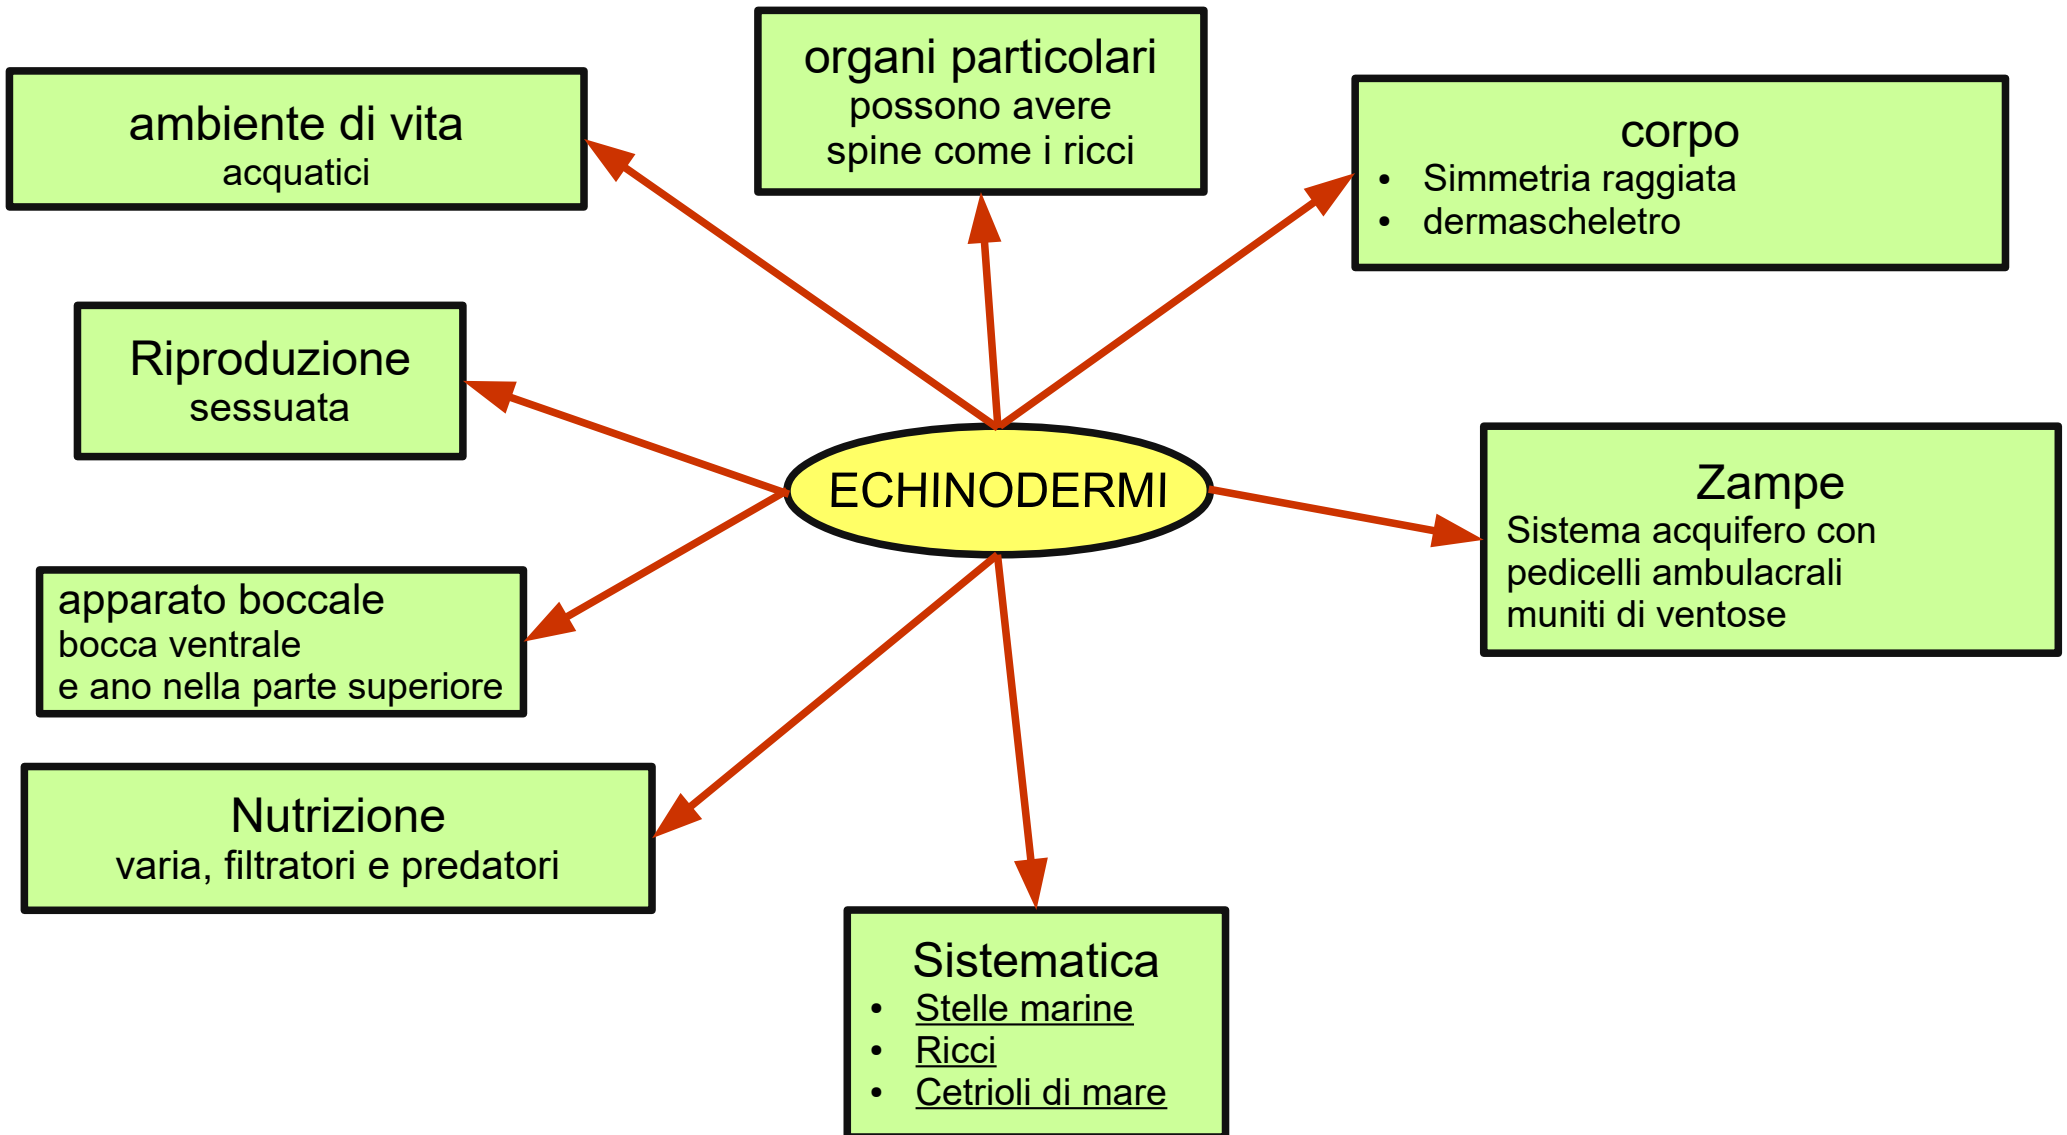 organi particolari
possono avere
spine come i ricci
ambiente di vita
acquatici
corpo
• Simmetria raggiata
• dermascheletro
Riproduzione
sessuata
ECHINODERMI
Zampe
Sistema acquifero con
pedicelli ambulacrali
muniti di ventose
apparato boccale
bocca ventrale
e ano nella parte superiore
Nutrizione
varia, filtratori e predatori
Sistematica
• Stelle marine
• Ricci
• Cetrioli di mare